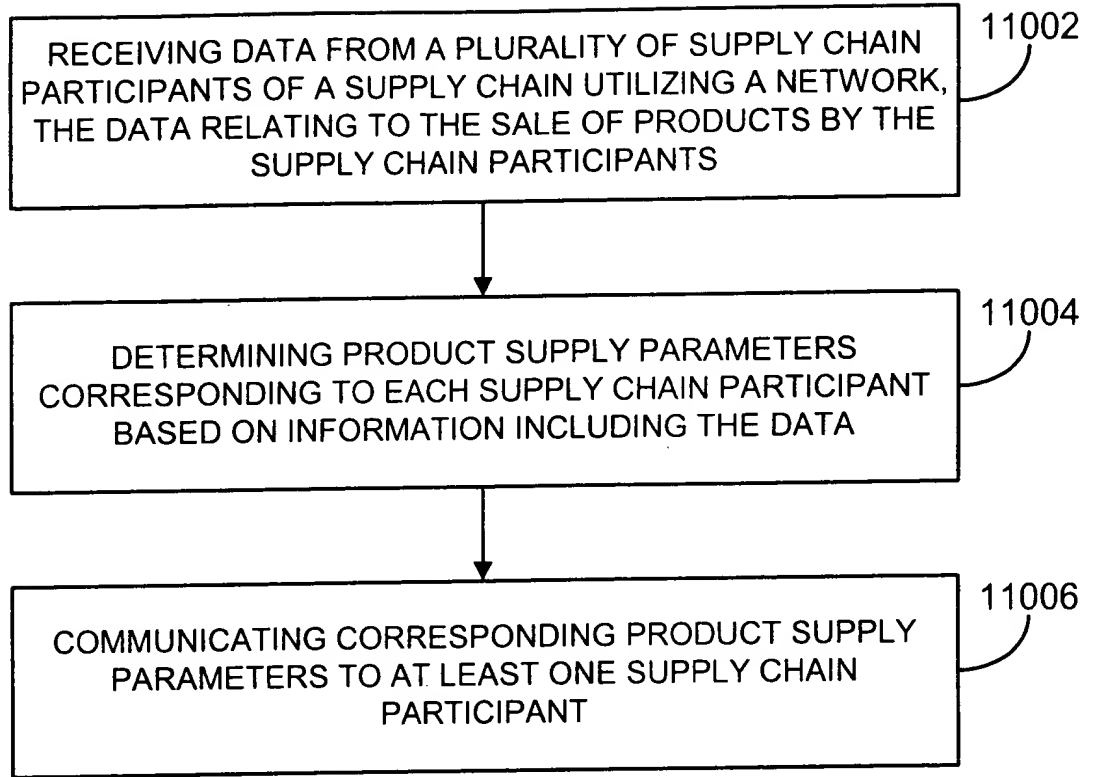 RECEIVING DATA FROM A PLURALITY OF SUPPLY CHAIN
PARTICIPANTS OF A SUPPLY CHAIN UTILIZING A NETWORK,
THE DATA RELATING TO THE SALE OF PRODUCTS BY THE
SUPPLY CHAIN PARTICIPANTS
11002
DETERMINING PRODUCT SUPPLY PARAMETERS
CORRESPONDING TO EACH SUPPLY CHAIN PARTICIPANT
BASED ON INFORMATION INCLUDING THE DATA
11004
COMMUNICATING CORRESPONDING PRODUCT SUPPLY
PARAMETERS TO AT LEAST ONE SUPPLY CHAIN
PARTICIPANT
11006